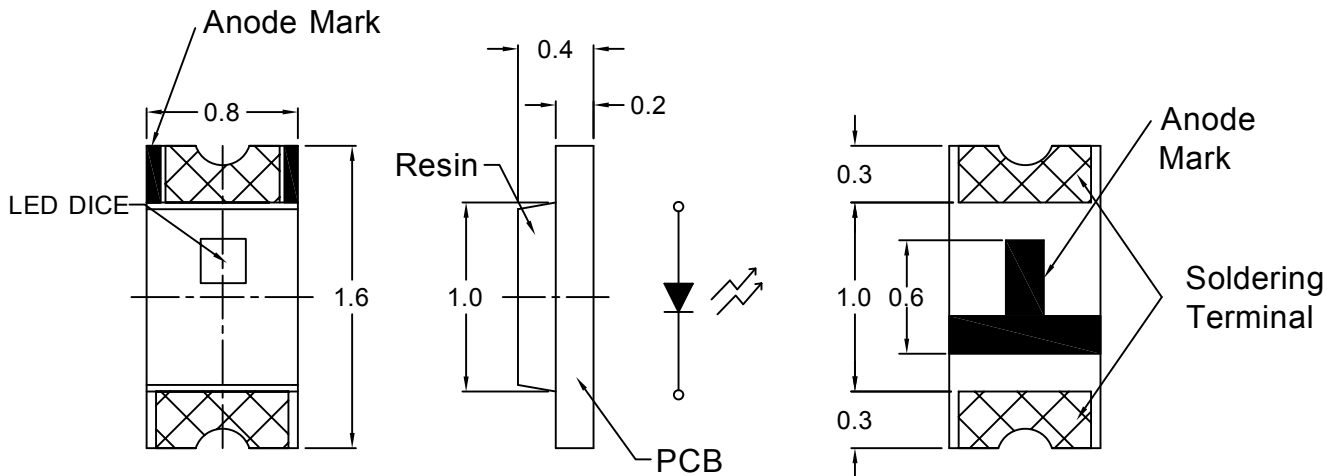 Anode Mark
0.8
LED DICE
1.6
0.4
0.2
Resin
1.0
PCB
Anode
Mark
0.3
1.0
0.6
0.3
Soldering
Terminal